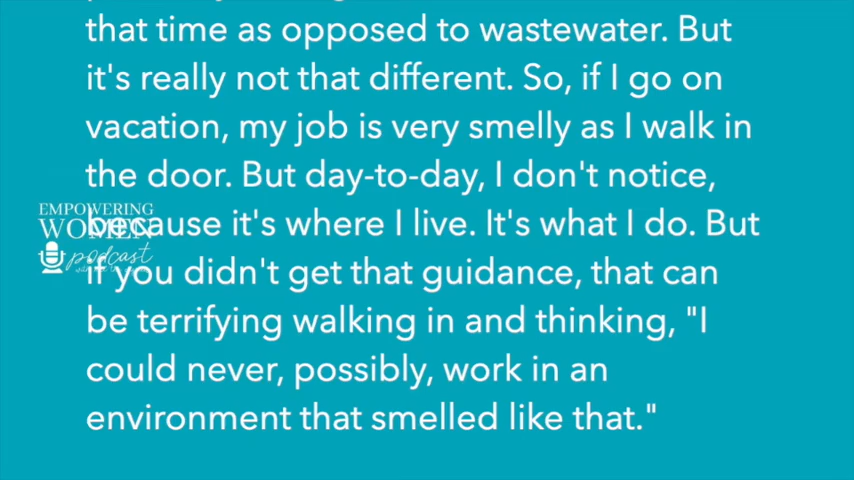 that time as opposed to wastewater. But
it's really not that different. So, if I go on
vacation, my job is very smelly as I walk in
the door. But day-to-day, I don't notice,
because it's where I live. It's what I do. But
if you didn't get that guidance, that can
be terrifying walking in and thinking, "I
could never, possibly, work in an
environment that smelled like that."
EMPOWERING
WOMEN
podcast